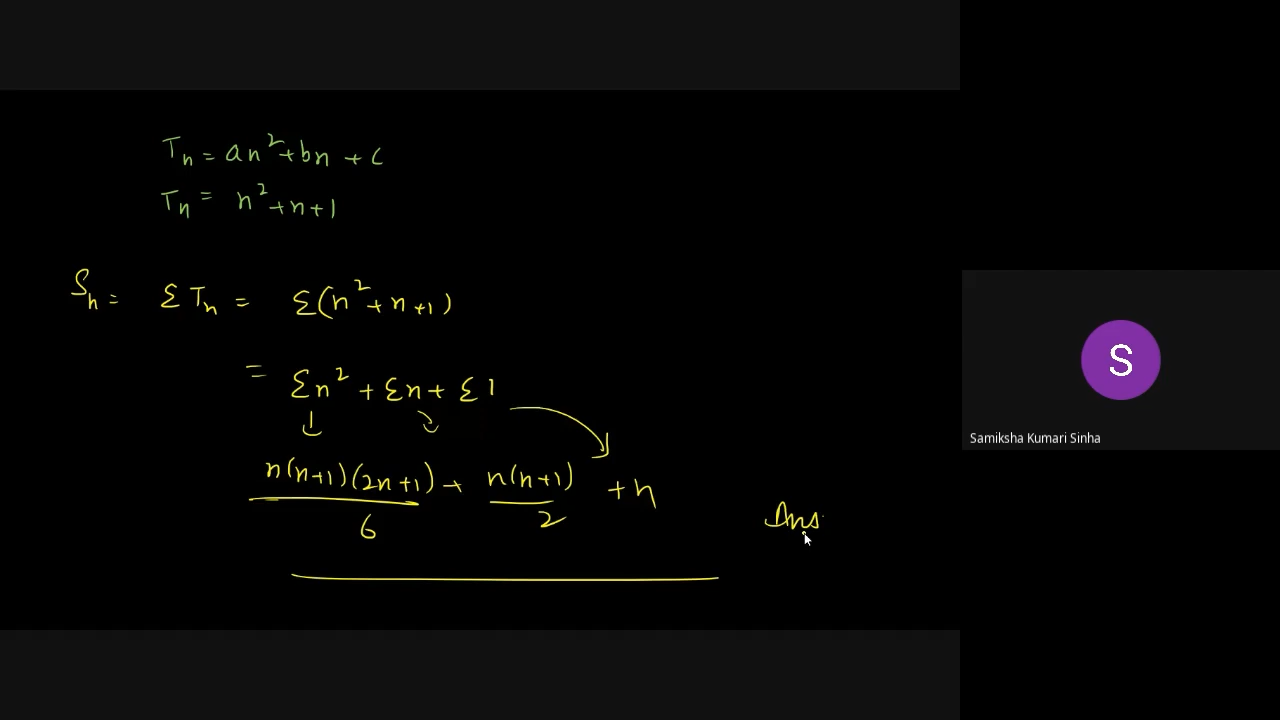 Tn = an² + bn + c
Tn = n² + n + 1
Sn = Σ Tn = Σ(n² + n + 1)
= Σn² + Σn + Σ1
n(n+1)(2n+1)/6 + n(n+1)/2 + n
Ans
S
Samiksha Kumari Sinha